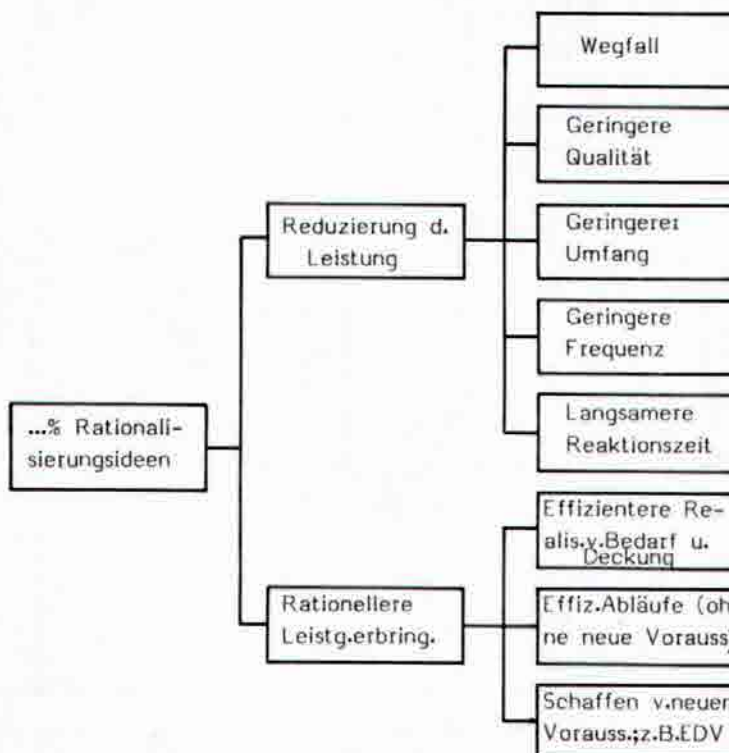 Wegfall
Geringere
Qualität
Reduzierung d.
Leistung
Geringerer
Umfang
Geringere
Frequenz
...% Rationali-
sierungsideen
Langsamere
Reaktionszeit
Effizientere Re-
alis.v.Bedarf u.
Deckung
Rationellere
Leistg.erbring.
Effiz.Abläufe (oh
ne neue Vorauss
Schaffen v.neuen
Vorauss.;z.B.EDV